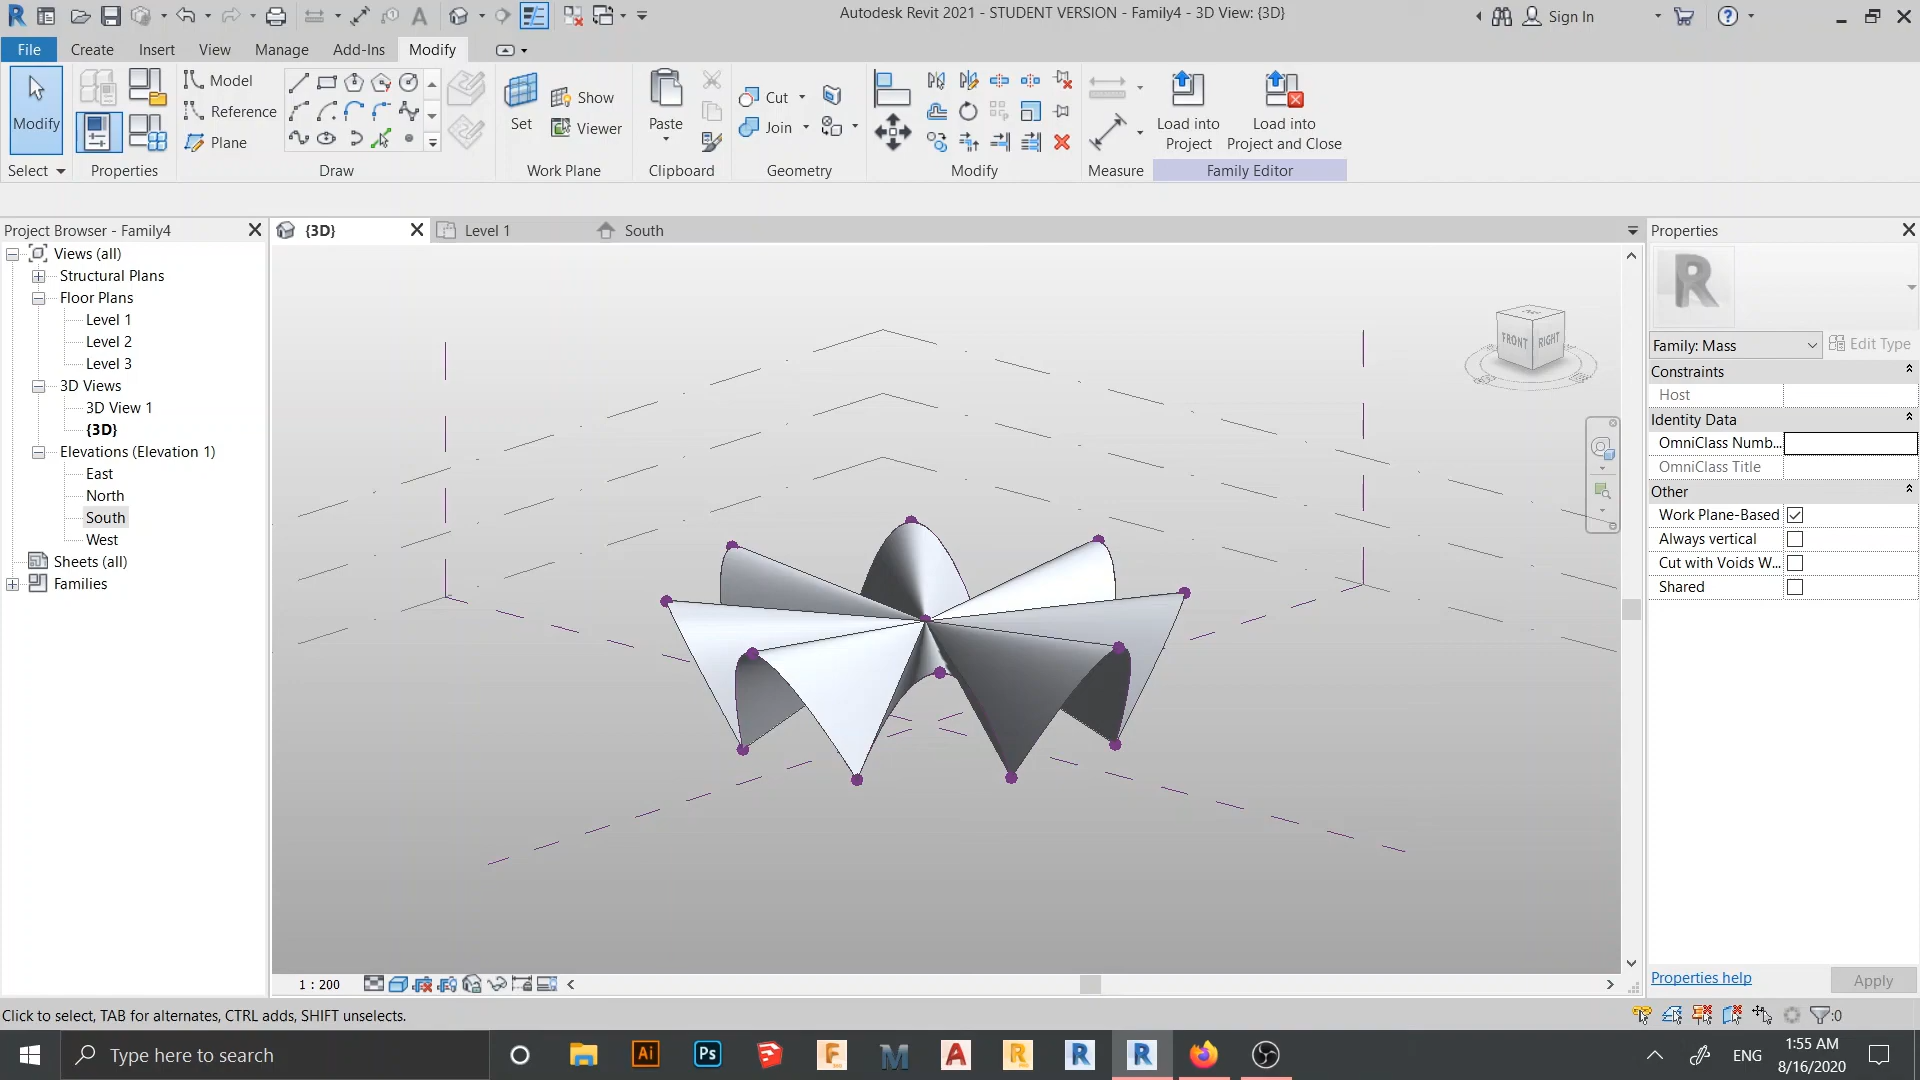 Autodesk Revit 2021 - STUDENT VERSION - Family4 - 3D View: {3D}
Sign In
File Create Insert View Manage Add-Ins Modify
Modify
Select
Properties
Model
Reference
Plane
Draw
Set
Show
Viewer
Work Plane
Paste
Clipboard
Cut
Join
Geometry
Modify
Measure
Load into
Project
Load into
Project and Close
Family Editor
Project Browser - Family4
Views (all)
Structural Plans
Floor Plans
Level 1
Level 2
Level 3
3D Views
3D View 1
{3D}
Elevations (Elevation 1)
East
North
South
West
Sheets (all)
Families
{3D}
Level 1
South
FRONT
RIGHT
1 : 200
Properties
R
Family: Mass
Edit Type
Constraints
Host
Identity Data
OmniClass Numb...
OmniClass Title
Other
Work Plane-Based
Always vertical
Cut with Voids W...
Shared
Properties help
Apply
Click to select, TAB for alternates, CTRL adds, SHIFT unselects.
:0
Type here to search
Ai
Ps
ENG
1:55 AM
8/16/2020